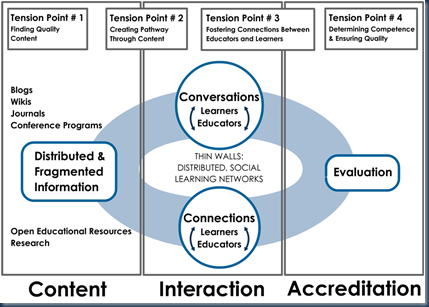 Tension Point # 1
Finding Quality
Content
Tension Point # 2
Creating Pathway
Through Content
Tension Point # 3
Fostering Connections Between
Educators and Learners
Tension Point # 4
Determining Competence
& Ensuring Quality
Blogs
Wikis
Journals
Conference Programs
Distributed &
Fragmented
Information
Open Educational Resources
Research
Conversations
Learners
Educators
THIN WALLS:
DISTRIBUTED, SOCIAL
LEARNING NETWORKS
Connections
Learners
Educators
Evaluation
Content
Interaction
Accreditation